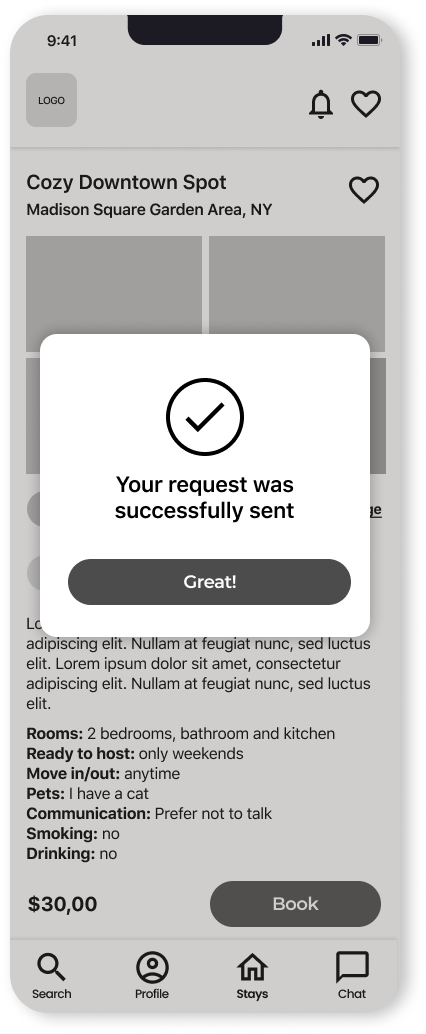 9:41
LOGO
Cozy Downtown Spot
Madison Square Garden Area, NY
Your request was
successfully sent
Great!
adipiscing elit. Nullam at feugiat nunc, sed luctus
elit. Lorem ipsum dolor sit amet, consectetur
adipiscing elit. Nullam at feugiat nunc, sed luctus
elit.
Rooms: 2 bedrooms, bathroom and kitchen
Ready to host: only weekends
Move in/out: anytime
Pets: I have a cat
Communication: Prefer not to talk
Smoking: no
Drinking: no
$30,00
Book
Search
Profile
Stays
Chat